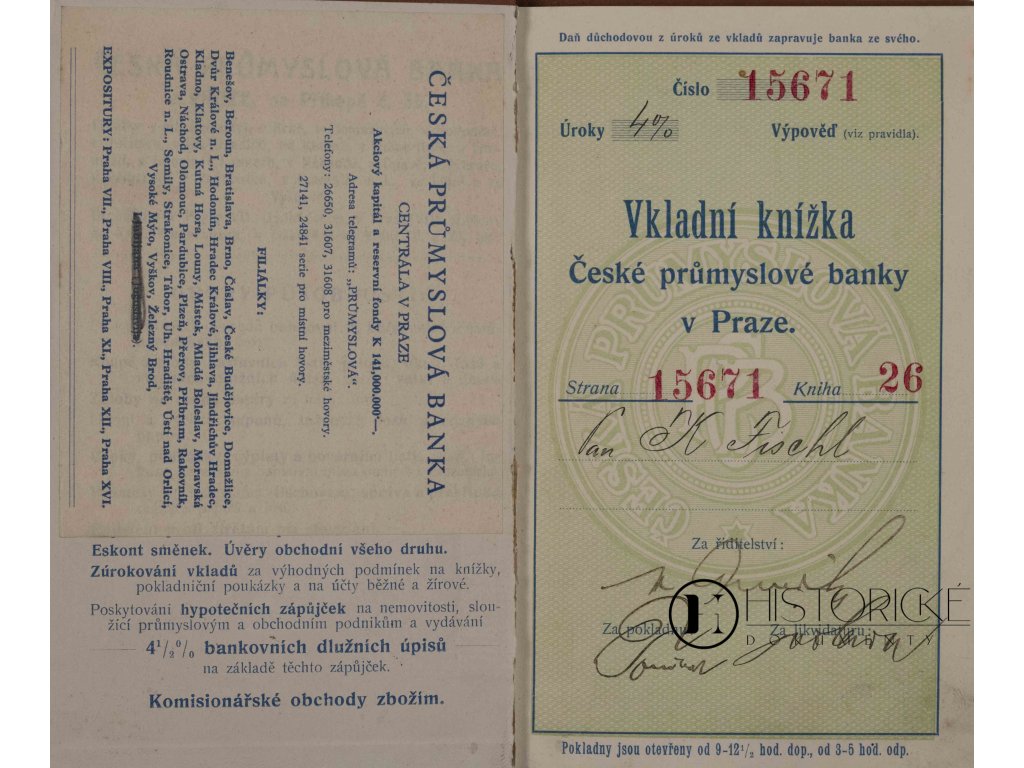 ČESKÁ PRŮMYSLOVÁ BANKA
CENTRÁLA V PRAZE
Akciový kapitál a reservní fondy K 141,000.000'—.
Adresa telegramů: „PRŮMYSLOVÁ".
Telefony: 26650, 31607, 31608 pro meziměstské hovory.
27141, 24841 serie pro místní hovory.
FILIÁLKY:
Benešov, Beroun, Bratislava, Brno, Čáslav, České Budějovice, Domažlice,
Dvůr Králové n. L., Hodonín, Hradec Králové, Jihlava, Jindřichův Hradec,
Kladno, Klatovy, Kutná Hora, Louny, Místek, Mladá Boleslav, Moravská
Ostrava, Náchod, Olomouc, Pardubice, Plzeň, Přerov, Příbram, Rakovník,
Roudnice n. L., Semily, Strakonice, Tábor, Uh. Hradiště, Ústí nad Orlicí,
Vysoké Mýto, Vyškov, Železný Brod,
EXPOSITURY: Praha VII., Praha VIII., Praha XI., Praha XII., Praha XVI.
Eskont směnek. Úvěry obchodní všeho druhu.
Zúrokování vkladů za výhodných podmínek na knížky,
pokladniční poukázky a na účty běžné a žírové.
Poskytování hypotečních zápůjček na nemovitosti, slou-
žící průmyslovým a obchodním podnikům a vydávání
4 1/2 % bankovních dlužních úpisů
na základě těchto zápůjček.
Komisionářské obchody zbožím.
Daň důchodovou z úroků ze vkladů zapravuje banka ze svého.
Číslo 15671
Úroky 4% Výpověď (viz pravidla).
Vkladní knížka
České průmyslové banky
v Praze.
Strana 15671 Kniha 26
Pan K Fischl
Za ředitelství:
Za pokladnu: Za likvidaturu:
HISTORICKÉ
DOKUMENTY
Pokladny jsou otevřeny od 9-12 1/2 hod. dop., od 3-5 hod. odp.
ČESKÁ PRŮMYSLOVÁ BANKA